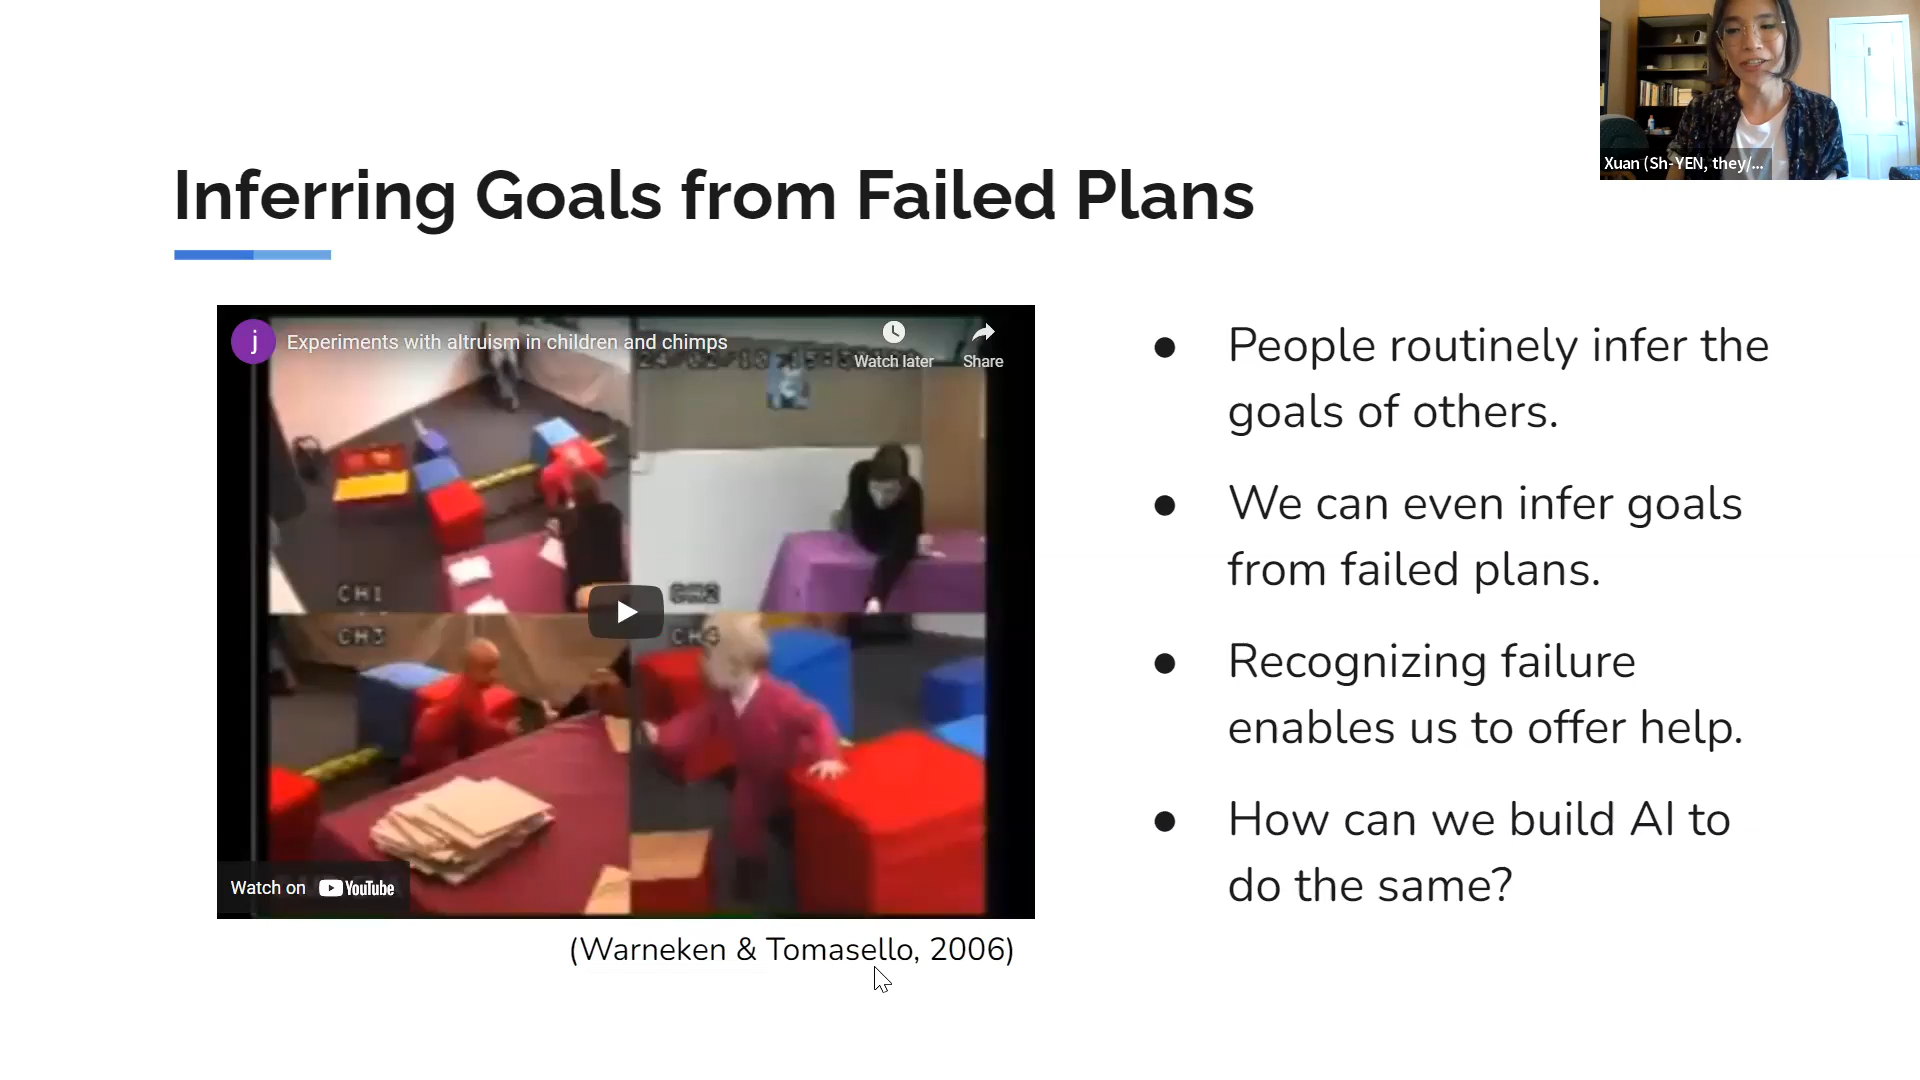 Xuan (Sh-YEN, they/...
Inferring Goals from Failed Plans
j
Experiments with altruism in children and chimps
Watch later
Share
CH1
CH3
CH4
Watch on YouTube
(Warneken & Tomasello, 2006)
● People routinely infer the
goals of others.
● We can even infer goals
from failed plans.
● Recognizing failure
enables us to offer help.
● How can we build AI to
do the same?